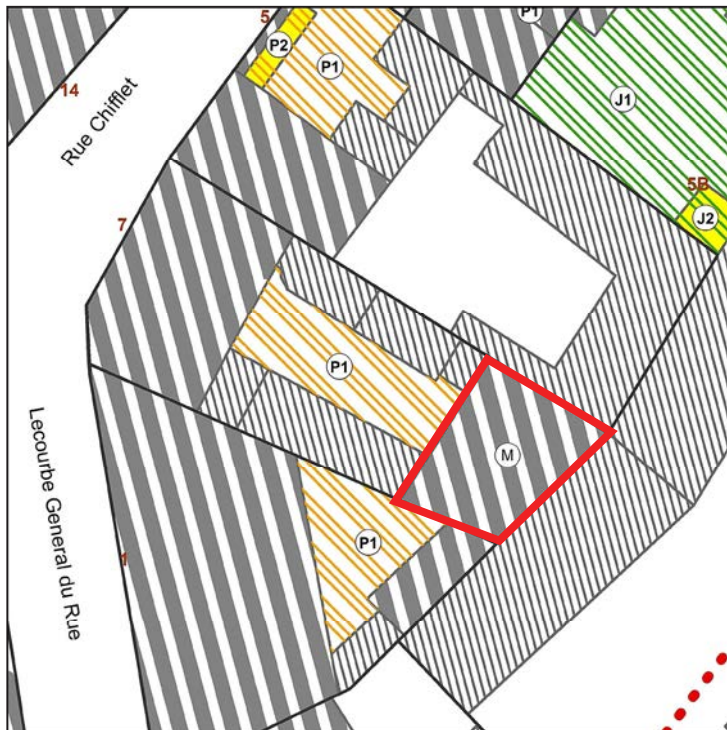 5
P1
P2
P1
14
Rue Chifflet
J1
5B
J2
7
P1
M
Lecourbe General du Rue
P1
1